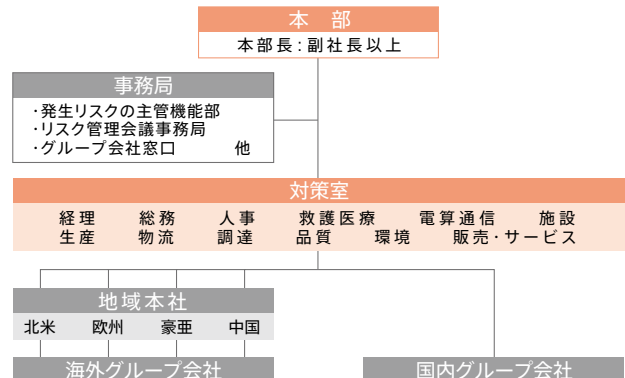 本 部
本部長:副社長以上
事務局
・発生リスクの主管機能部
・リスク管理会議事務局
・グループ会社窓口 他
対策室
経理 総務 人事 救護医療 電算通信 施設
生産 物流 調達 品質 環境 販売・サービス
地域本社
北米 欧州 豪亜 中国
海外グループ会社 国内グループ会社